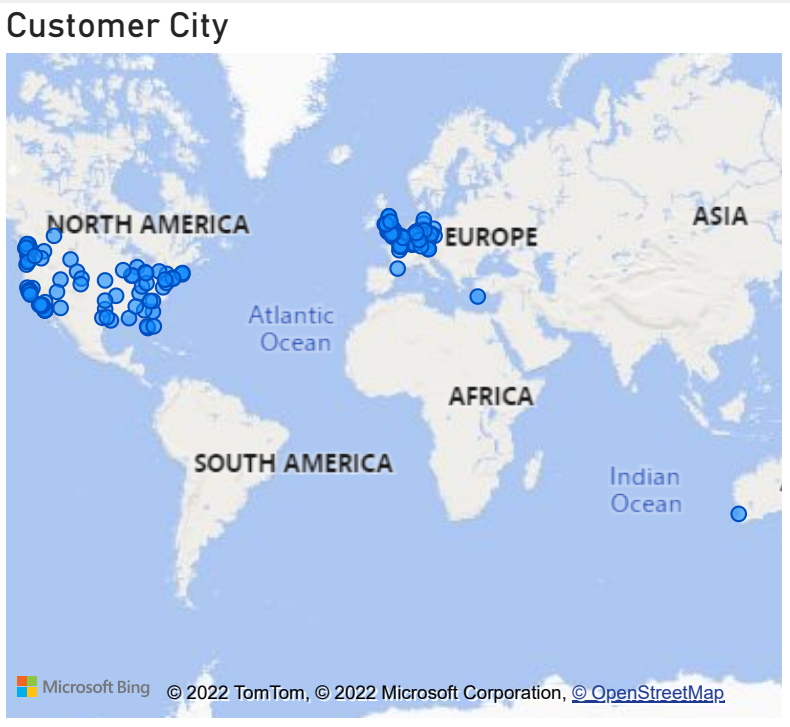 Customer City
NORTH AMERICA
ASIA
EUROPE
Atlantic
Ocean
AFRICA
SOUTH AMERICA
Indian
Ocean
Microsoft Bing
© 2022 TomTom, © 2022 Microsoft Corporation, © OpenStreetMap